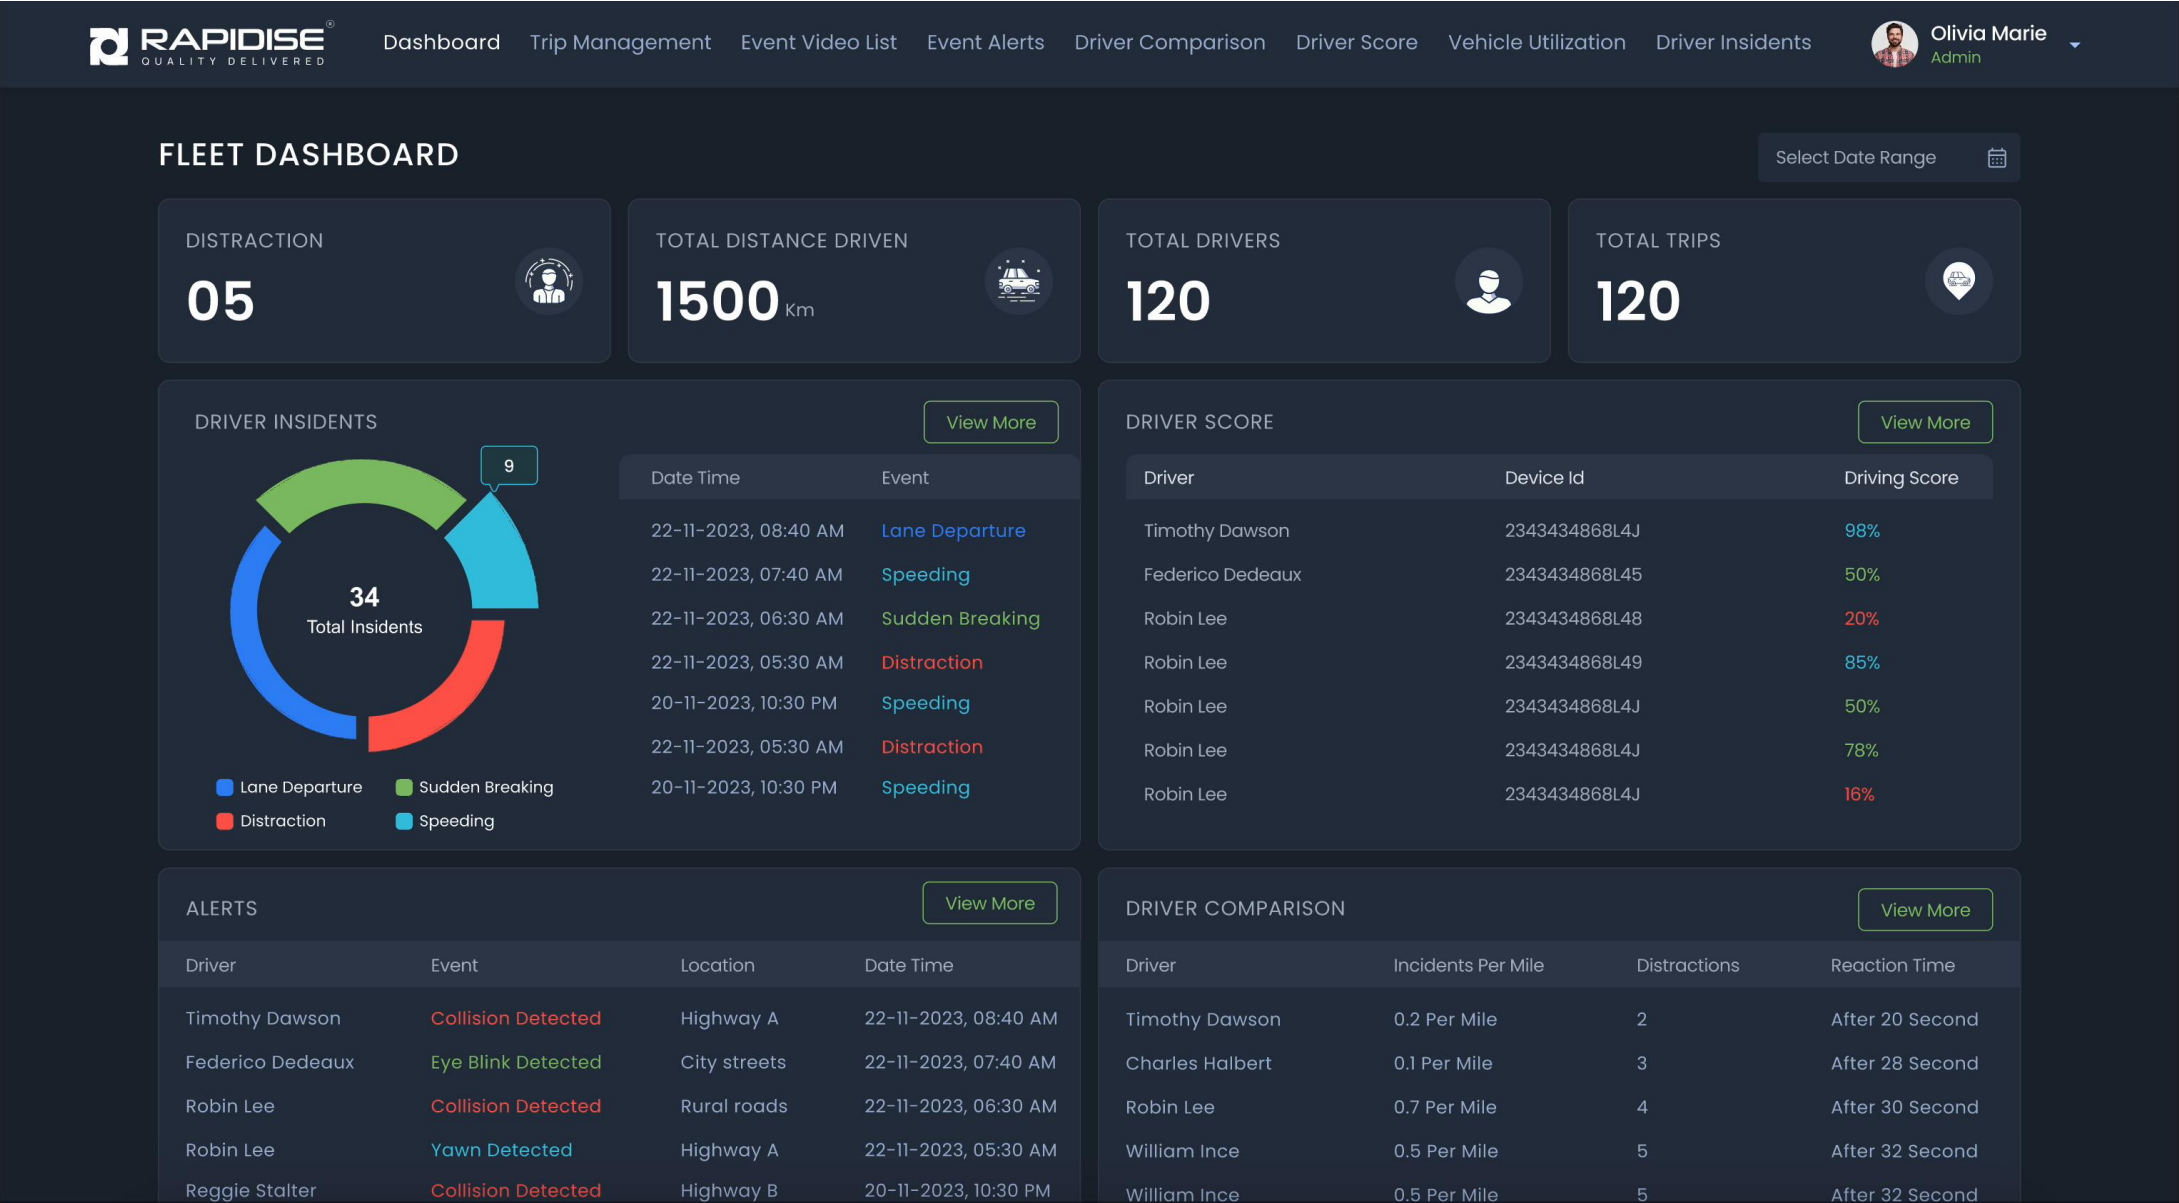 RAPIDISE®
QUALITY DELIVERED
Dashboard Trip Management Event Video List Event Alerts Driver Comparison Driver Score Vehicle Utilization Driver Insidents
Olivia Marie
Admin
FLEET DASHBOARD
Select Date Range
DISTRACTION
05
TOTAL DISTANCE DRIVEN
1500 Km
TOTAL DRIVERS
120
TOTAL TRIPS
120
DRIVER INSIDENTS
View More
9
34
Total Insidents
Lane Departure Sudden Breaking
Distraction Speeding
Date Time Event
22-11-2023, 08:40 AM Lane Departure
22-11-2023, 07:40 AM Speeding
22-11-2023, 06:30 AM Sudden Breaking
22-11-2023, 05:30 AM Distraction
20-11-2023, 10:30 PM Speeding
22-11-2023, 05:30 AM Distraction
20-11-2023, 10:30 PM Speeding
DRIVER SCORE
View More
Driver Device Id Driving Score
Timothy Dawson 2343434868L4J 98%
Federico Dedeaux 2343434868L45 50%
Robin Lee 2343434868L48 20%
Robin Lee 2343434868L49 85%
Robin Lee 2343434868L4J 50%
Robin Lee 2343434868L4J 78%
Robin Lee 2343434868L4J 16%
ALERTS
View More
Driver Event Location Date Time
Timothy Dawson Collision Detected Highway A 22-11-2023, 08:40 AM
Federico Dedeaux Eye Blink Detected City streets 22-11-2023, 07:40 AM
Robin Lee Collision Detected Rural roads 22-11-2023, 06:30 AM
Robin Lee Yawn Detected Highway A 22-11-2023, 05:30 AM
Reggie Stalter Collision Detected Highway B 20-11-2023, 10:30 PM
DRIVER COMPARISON
View More
Driver Incidents Per Mile Distractions Reaction Time
Timothy Dawson 0.2 Per Mile 2 After 20 Second
Charles Halbert 0.1 Per Mile 3 After 28 Second
Robin Lee 0.7 Per Mile 4 After 30 Second
William Ince 0.5 Per Mile 5 After 32 Second
William Ince 0.5 Per Mile 5 After 32 Second